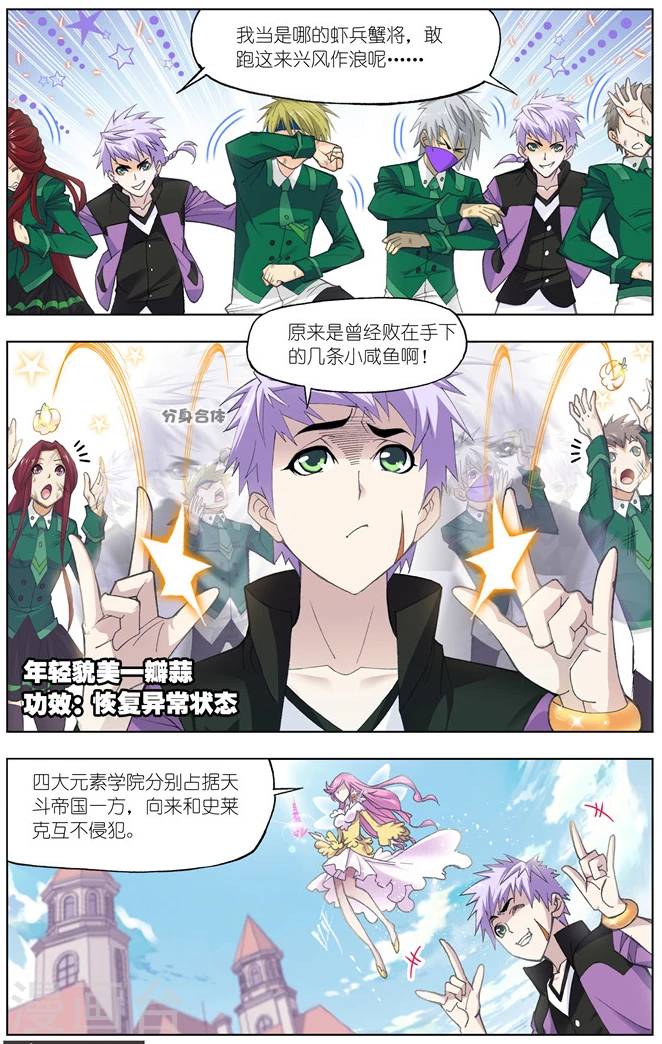 我当是哪的虾兵蟹将，敢
跑这来兴风作浪呢……
原来是曾经败在手下
的几条小咸鱼啊！
分身合体
年轻貌美一瓣蒜
功效：恢复异常状态
四大元素学院分别占据天
斗帝国一方，向来和史莱
克互不侵犯。
漫画台